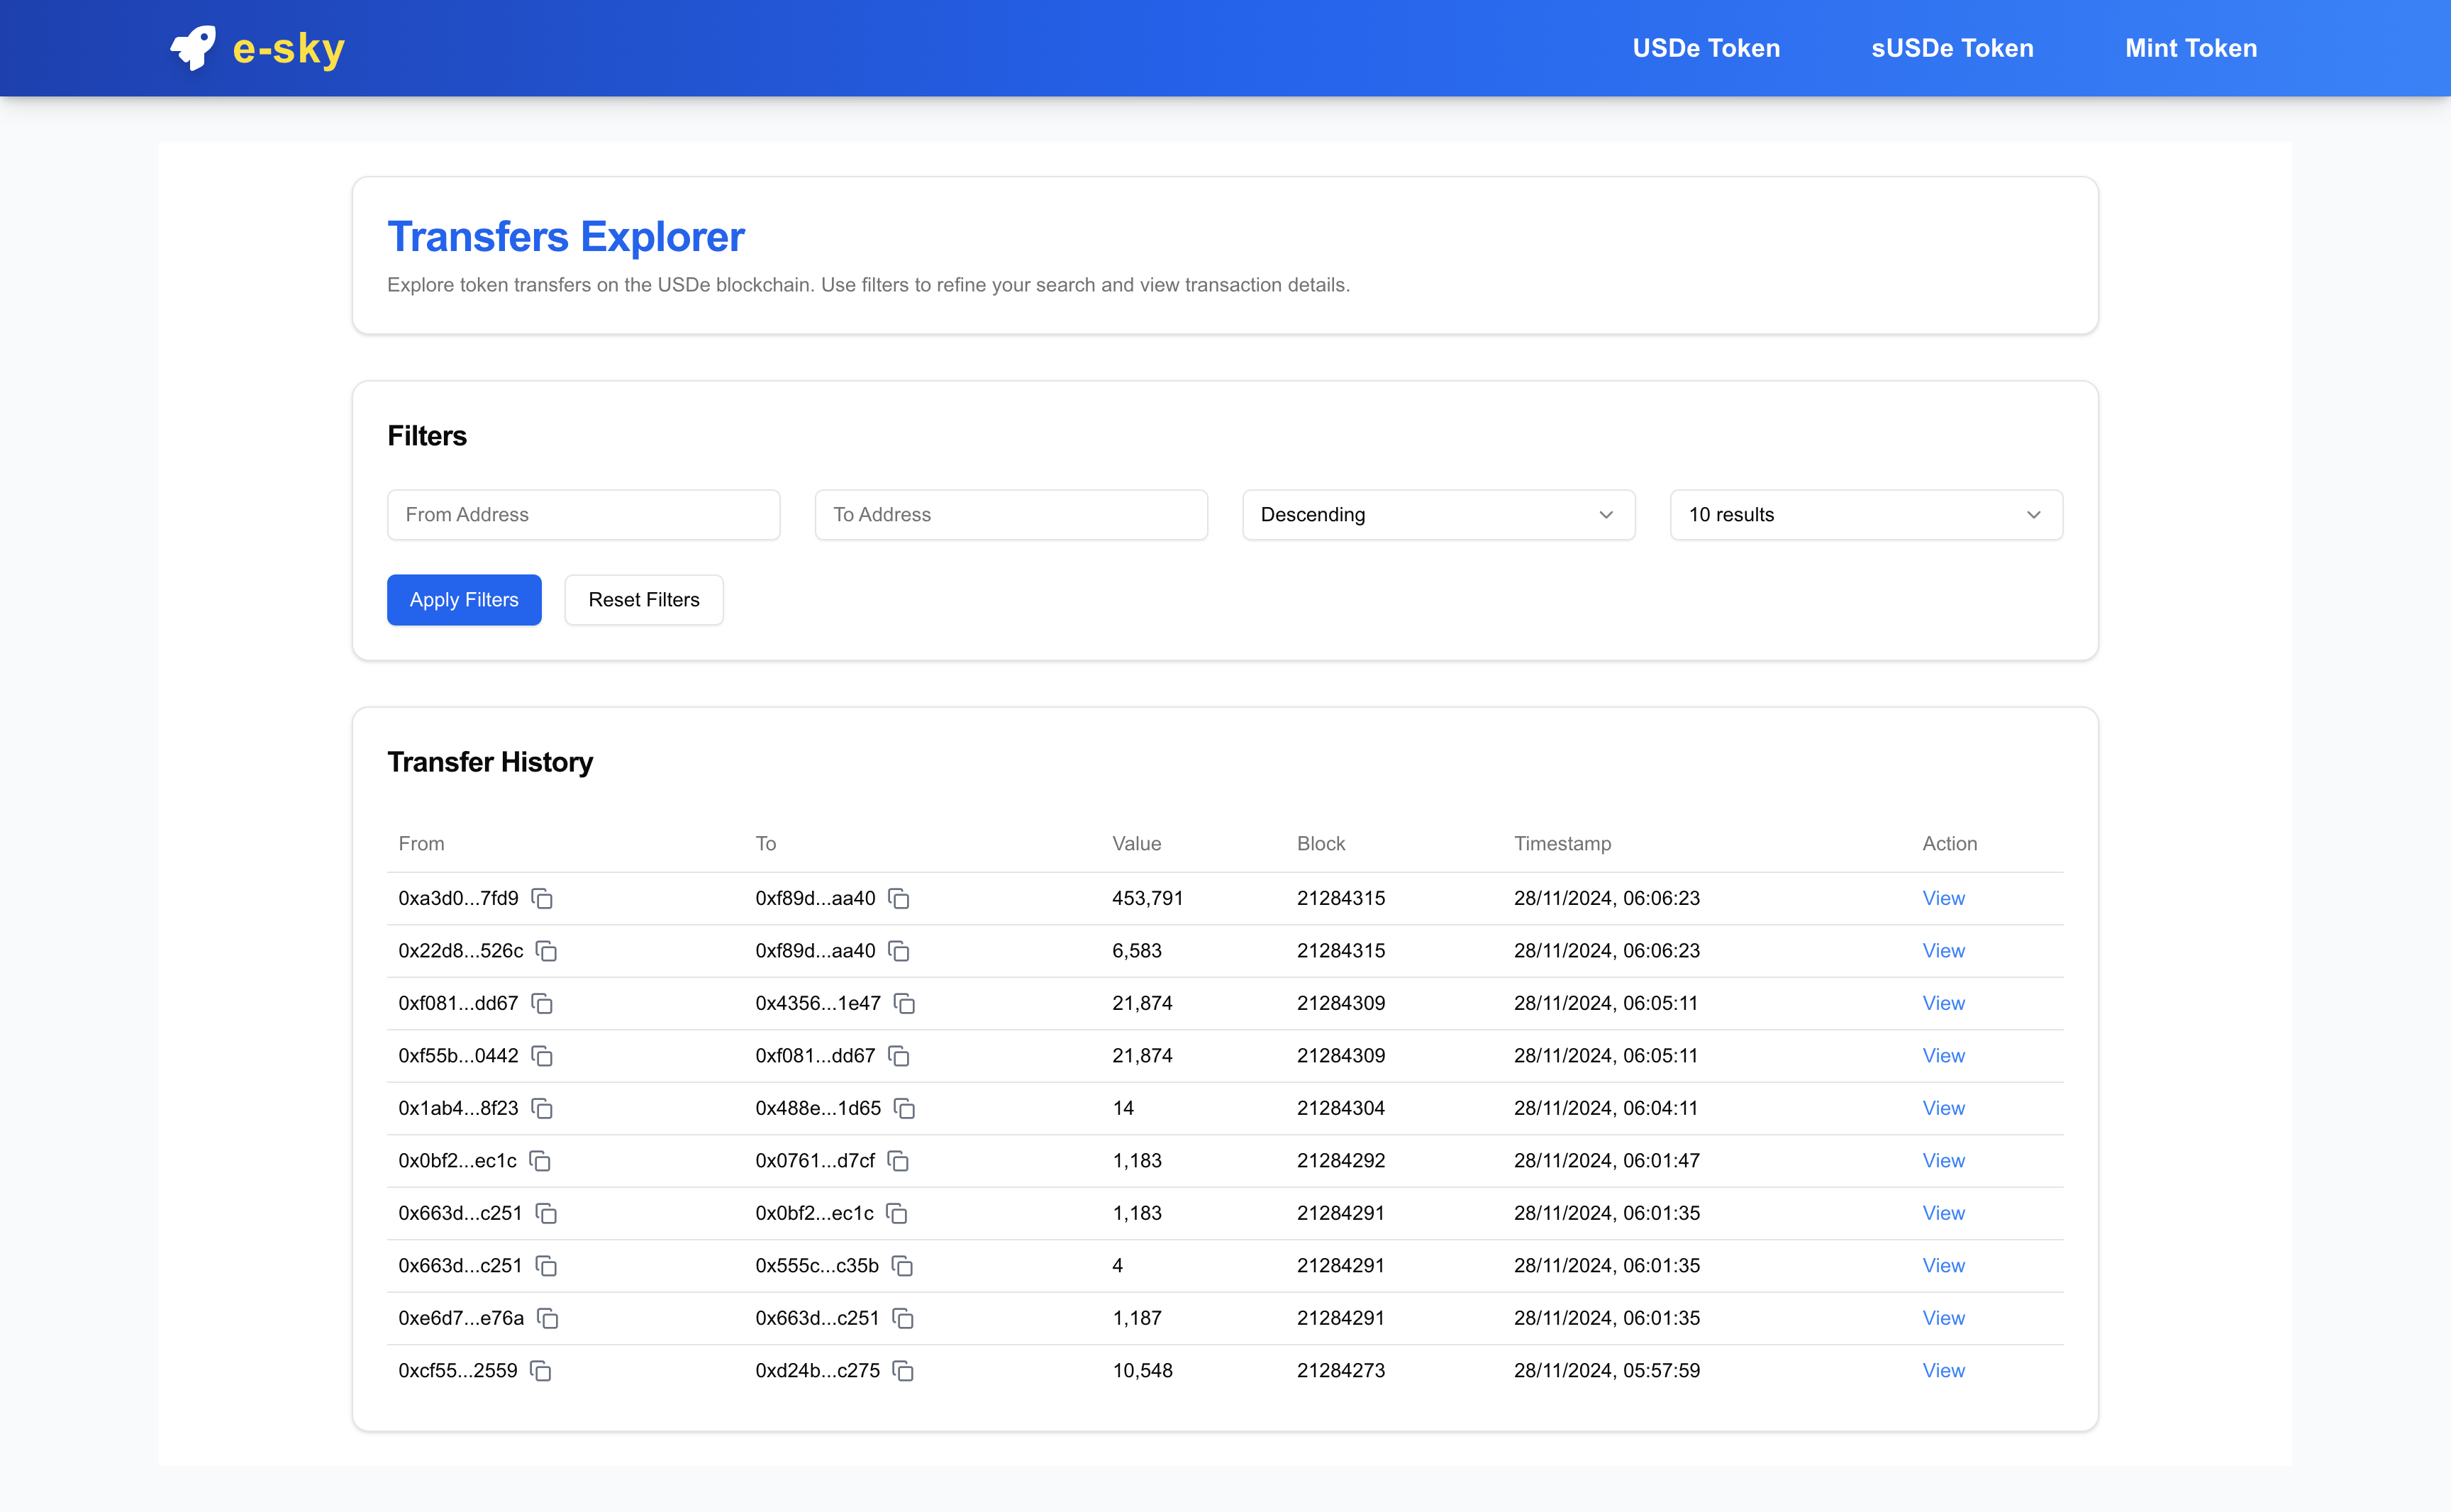 e-sky USDe Token sUSDe Token Mint Token
Transfers Explorer
Explore token transfers on the USDe blockchain. Use filters to refine your search and view transaction details.
Filters
From Address To Address Descending 10 results
Apply Filters Reset Filters
Transfer History
From To Value Block Timestamp Action
0xa3d0...7fd9 0xf89d...aa40 453,791 21284315 28/11/2024, 06:06:23 View
0x22d8...526c 0xf89d...aa40 6,583 21284315 28/11/2024, 06:06:23 View
0xf081...dd67 0x4356...1e47 21,874 21284309 28/11/2024, 06:05:11 View
0xf55b...0442 0xf081...dd67 21,874 21284309 28/11/2024, 06:05:11 View
0x1ab4...8f23 0x488e...1d65 14 21284304 28/11/2024, 06:04:11 View
0x0bf2...ec1c 0x0761...d7cf 1,183 21284292 28/11/2024, 06:01:47 View
0x663d...c251 0x0bf2...ec1c 1,183 21284291 28/11/2024, 06:01:35 View
0x663d...c251 0x555c...c35b 4 21284291 28/11/2024, 06:01:35 View
0xe6d7...e76a 0x663d...c251 1,187 21284291 28/11/2024, 06:01:35 View
0xcf55...2559 0xd24b...c275 10,548 21284273 28/11/2024, 05:57:59 View